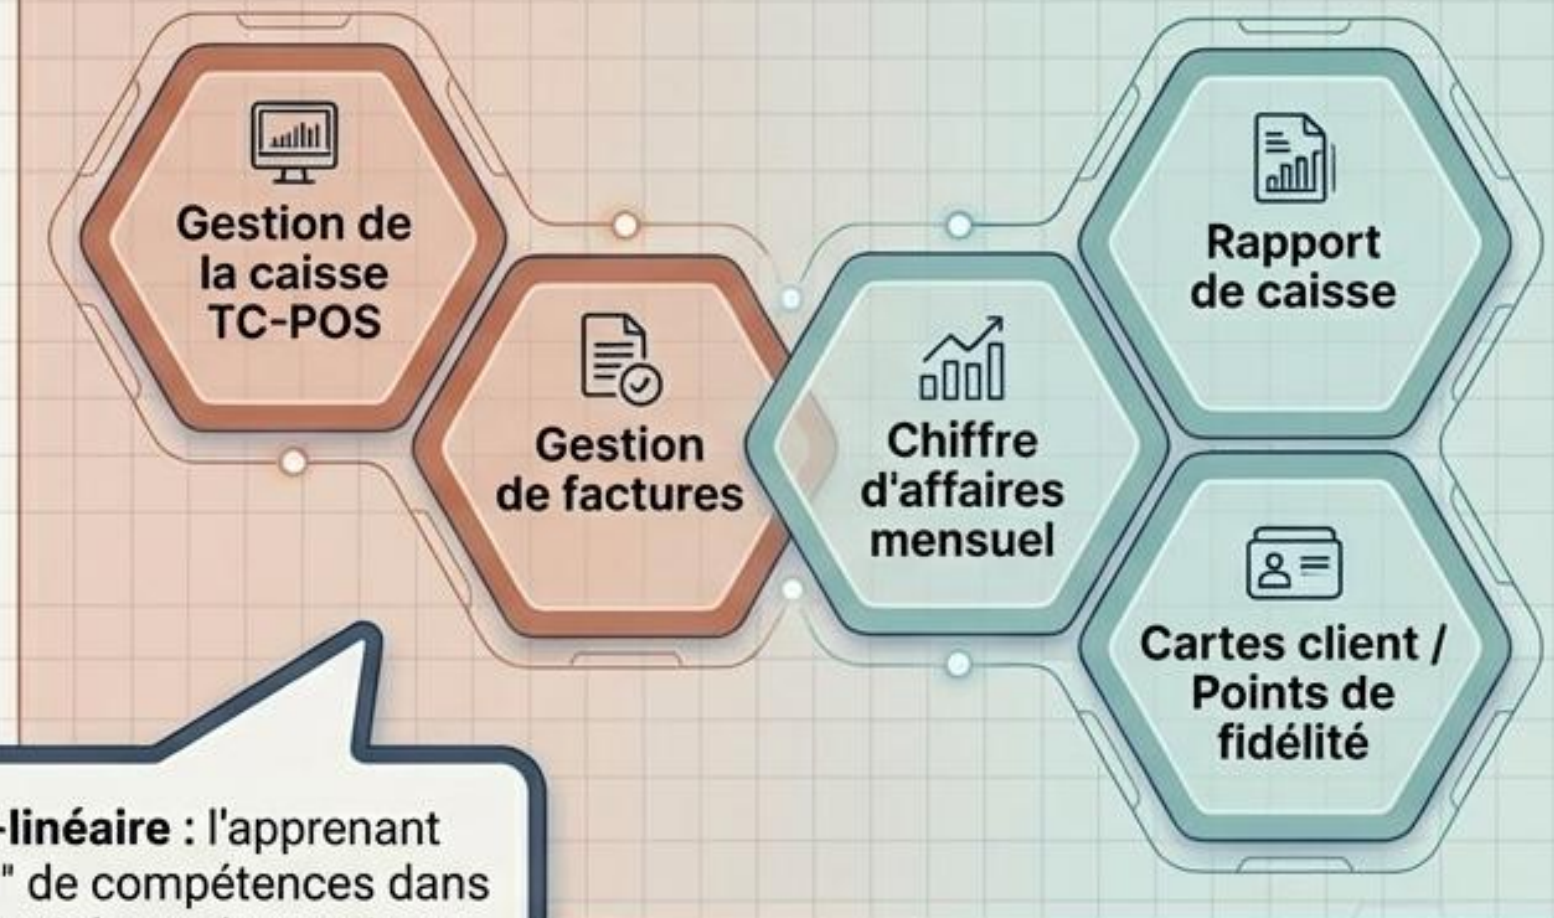 Gestion de
la caisse
TC-POS
Gestion
de factures
Chiffre
d'affaires
mensuel
Rapport
de caisse
Cartes client /
Points de
fidélité
-linéaire : l'apprenant
" de compétences dans